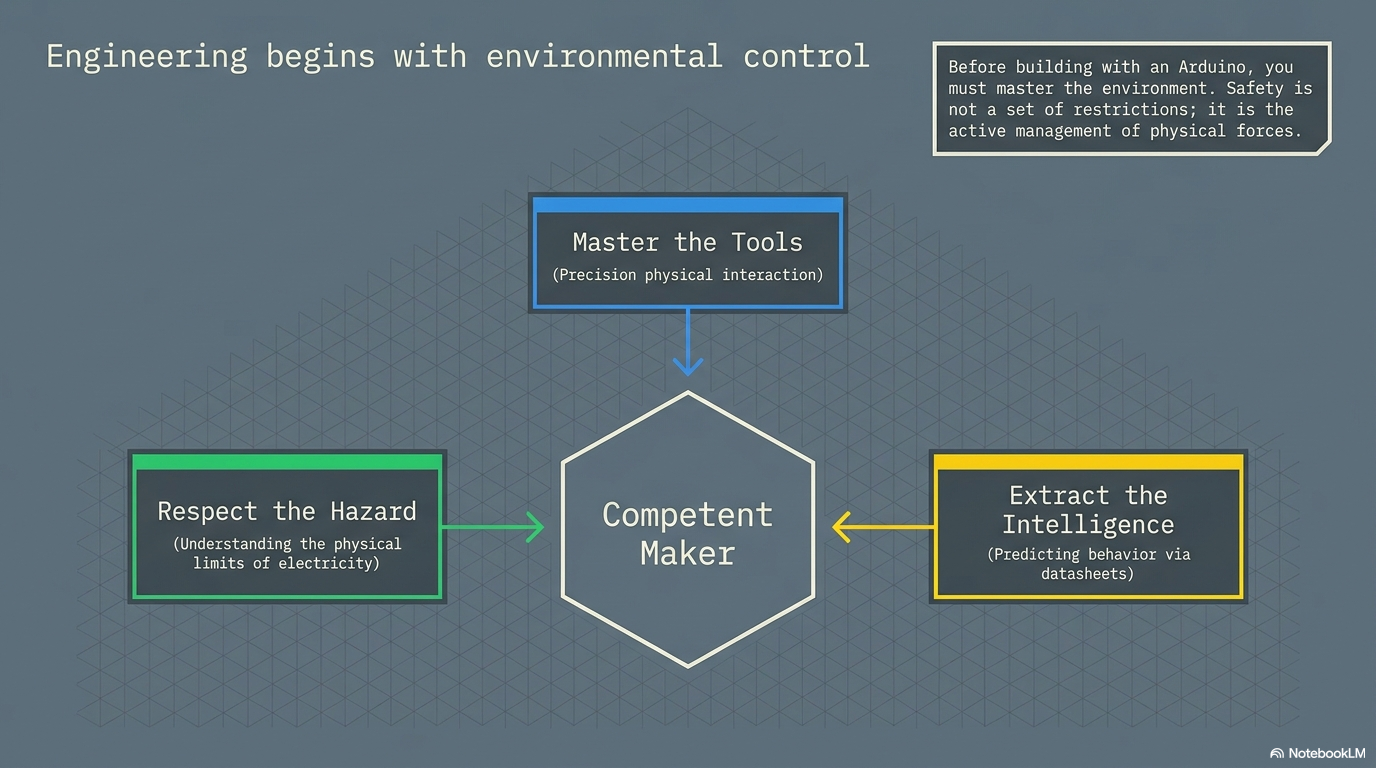 Engineering begins with environmental control
Before building with an Arduino, you
must master the environment. Safety is
not a set of restrictions; it is the
active management of physical forces.
Master the Tools
(Precision physical interaction)
Respect the Hazard
(Understanding the physical
limits of electricity)
Competent
Maker
Extract the
Intelligence
(Predicting behavior via
datasheets)
NotebookLM